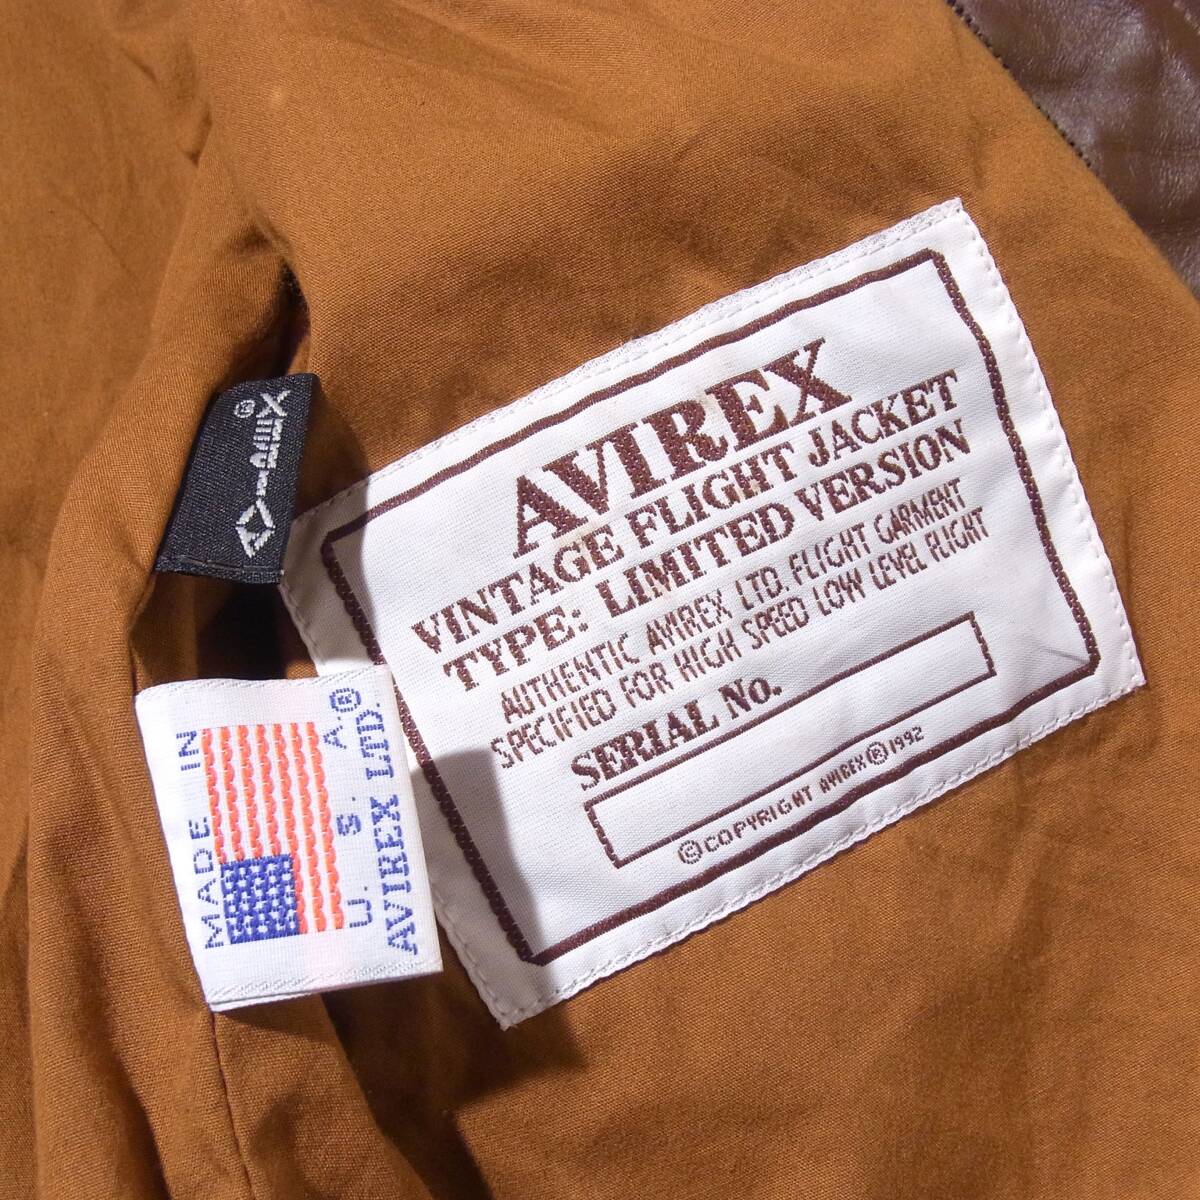 AVIREX
VINTAGE FLIGHT JACKET
TYPE: LIMITED VERSION
AUTHENTIC AVIREX LTD. FLIGHT GARMENT
SPECIFIED FOR HIGH SPEED LOW LEVEL FLIGHT
SERIAL No.
©COPYRIGHT AVIREX®1992
MADE IN
U. S. A.®
AVIREX LTD.